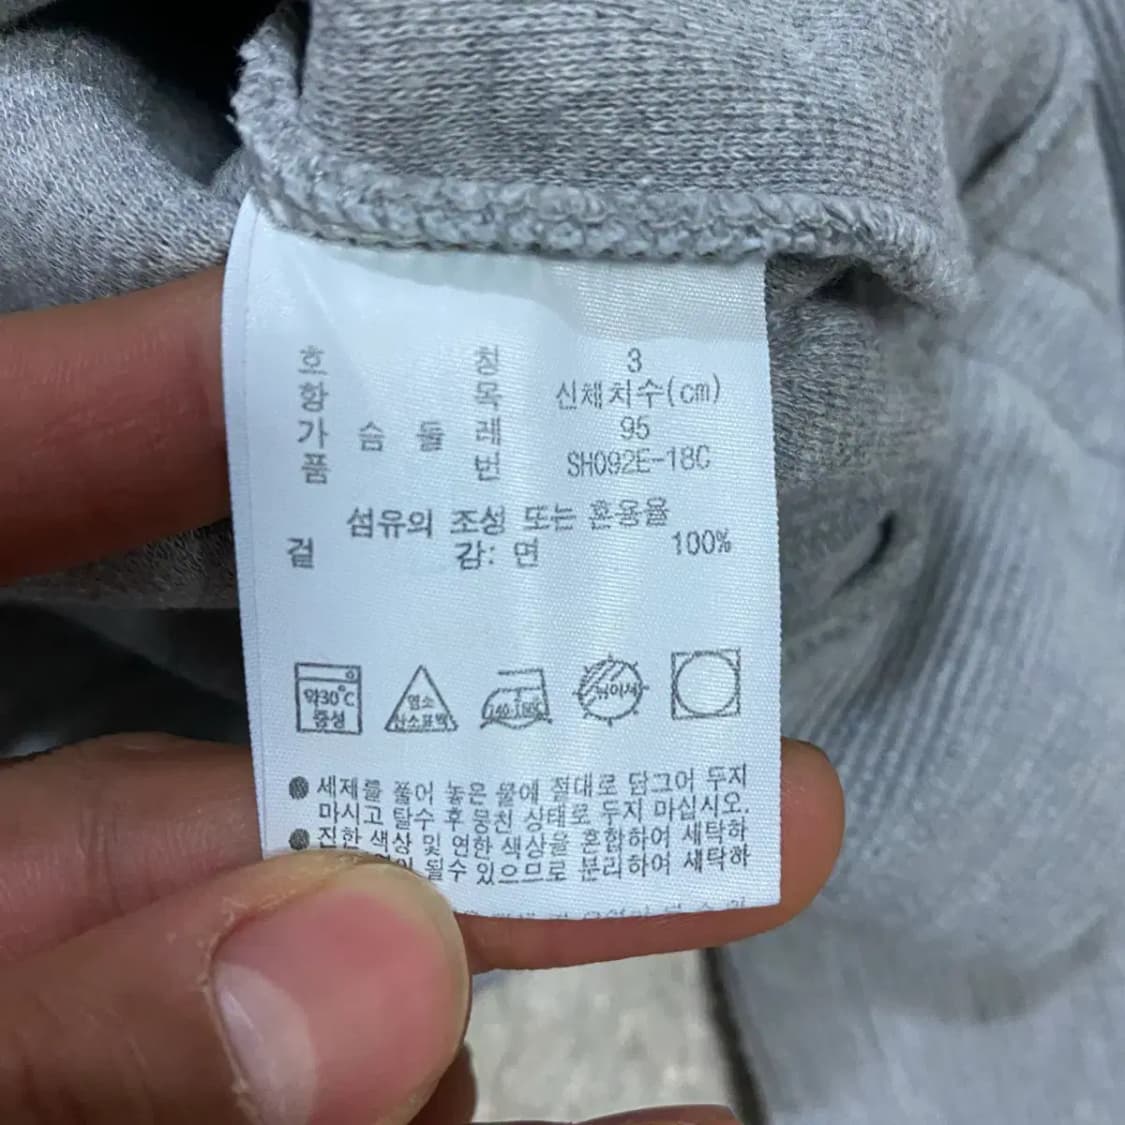 호 칭 3
항 목 신체치수(cm)
가 슴 둘 레 95
품 번 SH092E-18C
섬유의 조성 또는 혼용율
겉 감: 면 100%
약30℃ 중성
염소 산소표백
140-160℃
뉘어서
● 세제를 풀어 놓은 물에 절대로 담그어 두지
마시고 탈수 후 뭉친 상태로 두지 마십시오.
● 진한 색상 및 연한 색상을 혼합하여 세탁하
될수 있으므로 분리하여 세탁하